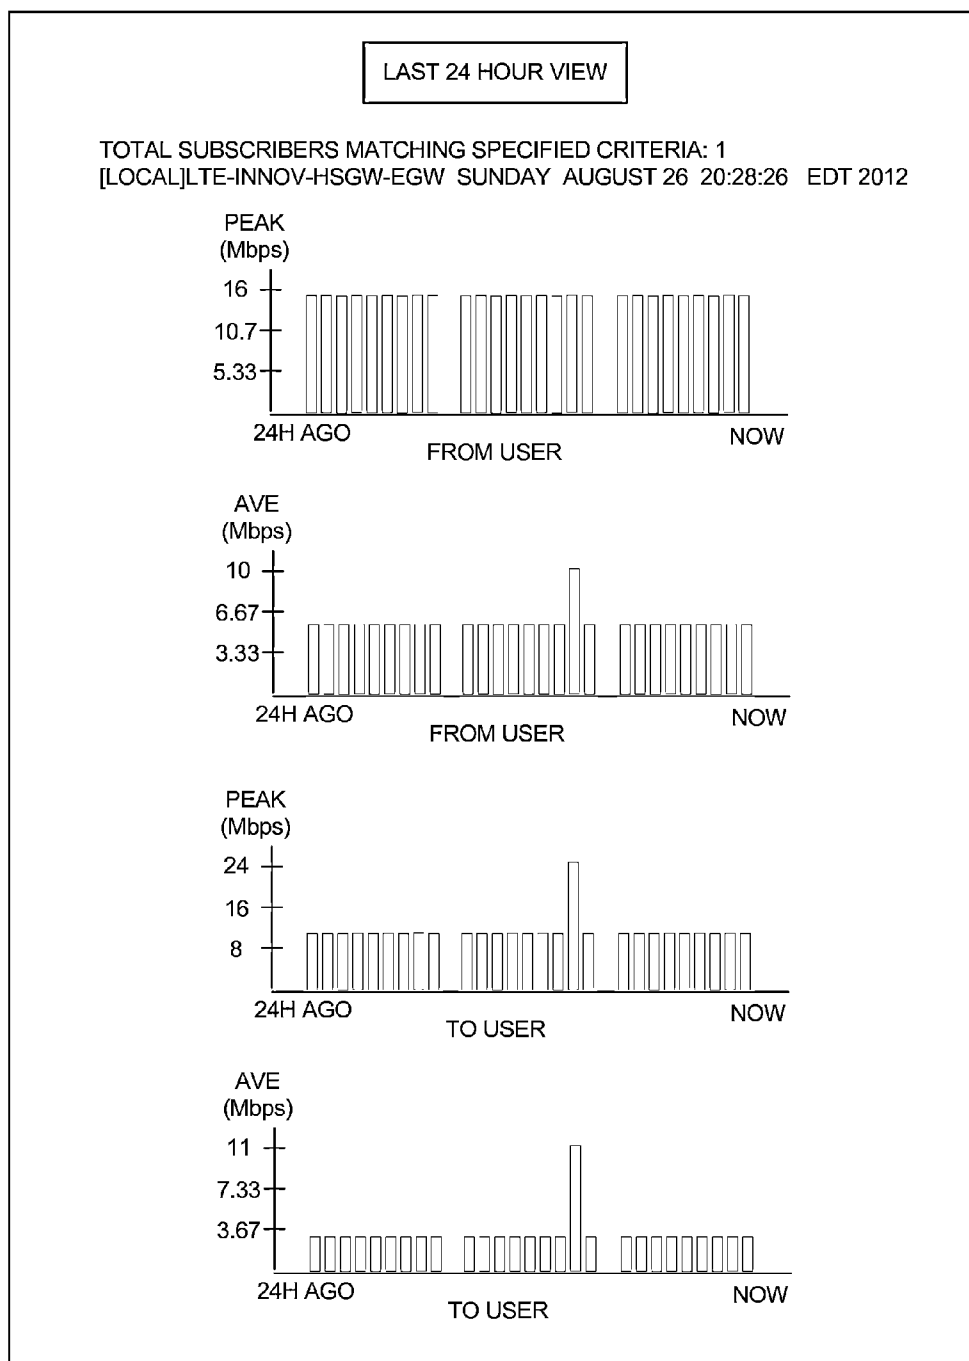 LAST 24 HOUR VIEW
TOTAL SUBSCRIBERS MATCHING SPECIFIED CRITERIA: 1
[LOCAL]LTE-INNOV-HSGW-EGW SUNDAY AUGUST 26 20:28:26 EDT 2012
PEAK
(Mbps)
16
10.7
5.33
24H AGO
NOW
FROM USER
AVE
(Mbps)
10
6.67
3.33
24H AGO
NOW
FROM USER
PEAK
(Mbps)
24
16
8
24H AGO
NOW
TO USER
AVE
(Mbps)
11
7.33
3.67
24H AGO
NOW
TO USER